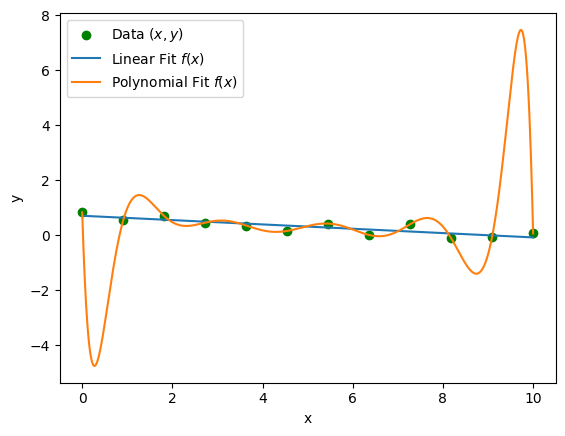 Data (x, y)
Linear Fit f(x)
Polynomial Fit f(x)
8
6
4
2
0
−2
−4
y
0 2 4 6 8 10
x